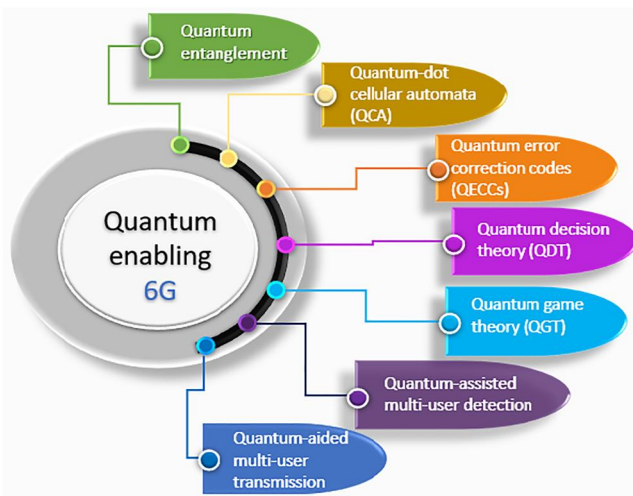 Quantum
entanglement
Quantum-dot
cellular automata
(QCA)
Quantum error
correction codes
(QECCs)
Quantum decision
theory (QDT)
Quantum game
theory (QGT)
Quantum-assisted
multi-user detection
Quantum-aided
multi-user
transmission
Quantum
enabling
6G